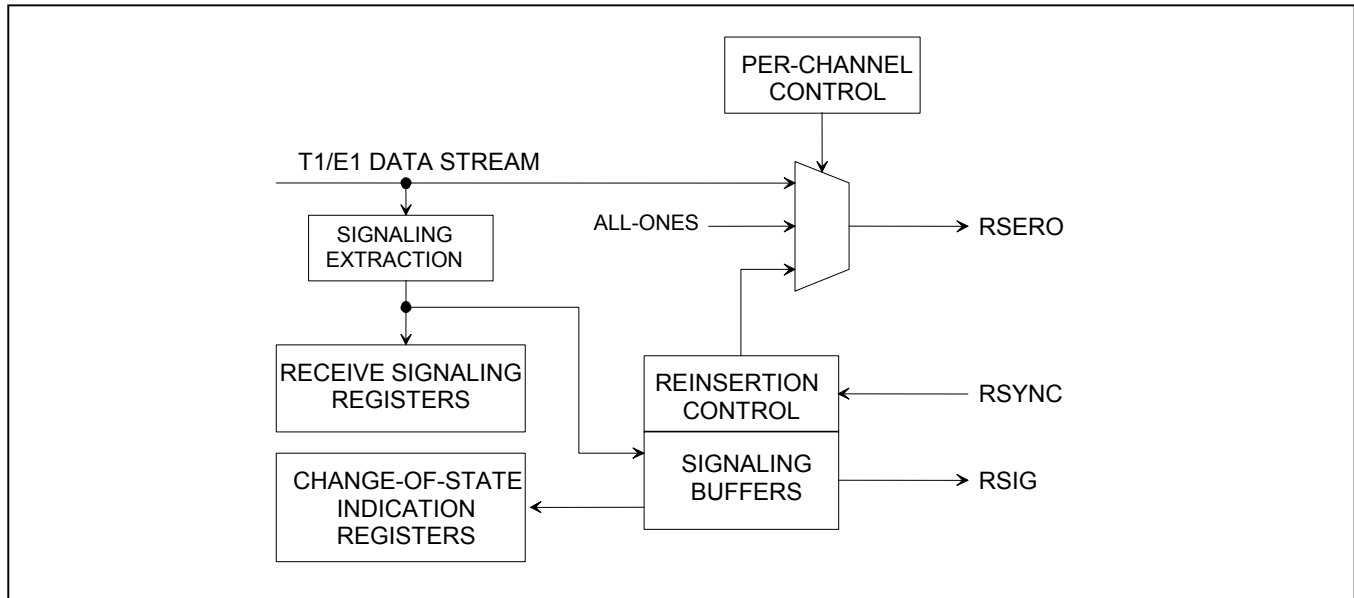 PER-CHANNEL
CONTROL
T1/E1 DATA STREAM
ALL-ONES
RSERO
SIGNALING
EXTRACTION
RECEIVE SIGNALING
REGISTERS
REINSERTION
CONTROL
RSYNC
CHANGE-OF-STATE
INDICATION
REGISTERS
SIGNALING
BUFFERS
RSIG